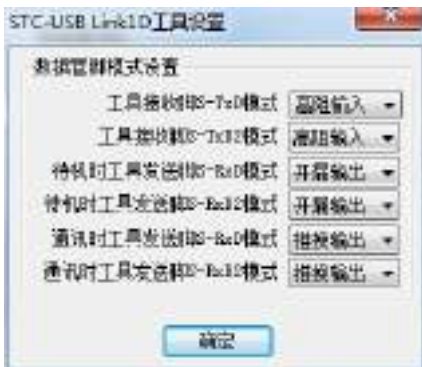 STC-USB Link1D工具设置
数据管脚模式设置
工具接收脚S-TxD模式 高阻输入
工具接收脚S-TxD2模式 高阻输入
待机时工具发送脚S-RxD模式 开漏输出
待机时工具发送脚S-RxD2模式 开漏输出
通讯时工具发送脚S-RxD模式 推挽输出
通讯时工具发送脚S-RxD2模式 推挽输出
确定